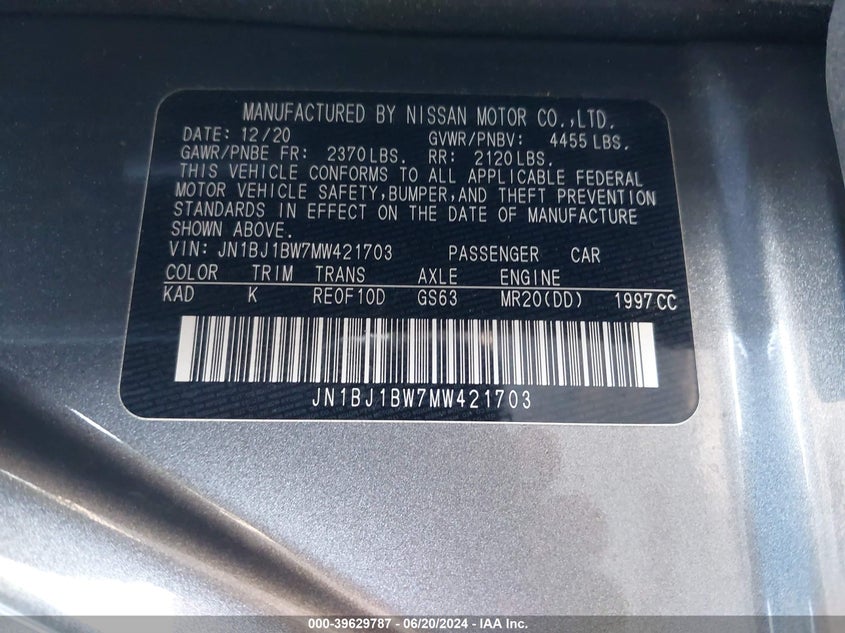 MANUFACTURED BY NISSAN MOTOR CO.,LTD.
DATE: 12/20 GVWR/PNBV: 4455 LBS.
GAWR/PNBE FR: 2370 LBS. RR: 2120 LBS.
THIS VEHICLE CONFORMS TO ALL APPLICABLE FEDERAL
MOTOR VEHICLE SAFETY,BUMPER,AND THEFT PREVENTION
STANDARDS IN EFFECT ON THE DATE OF MANUFACTURE
SHOWN ABOVE.
VIN: JN1BJ1BW7MW421703 PASSENGER CAR
COLOR TRIM TRANS AXLE ENGINE
KAD K RE0F10D GS63 MR20(DD) 1997 CC
JN1BJ1BW7MW421703
000-39629787 - 06/20/2024 - IAA Inc.